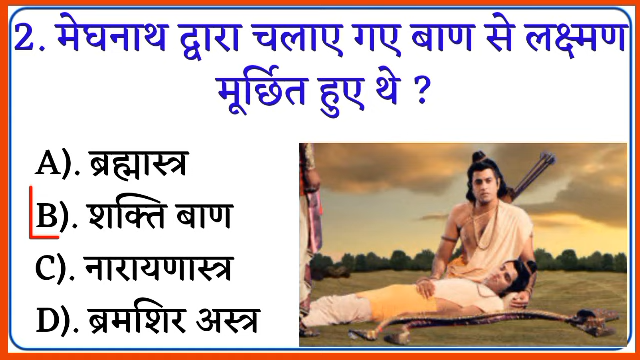 2. मेघनाथ द्वारा चलाए गए बाण से लक्ष्मण
मूर्छित हुए थे ?
A). ब्रह्मास्त्र
B). शक्ति बाण
C). नारायणास्त्र
D). ब्रमशिर अस्त्र